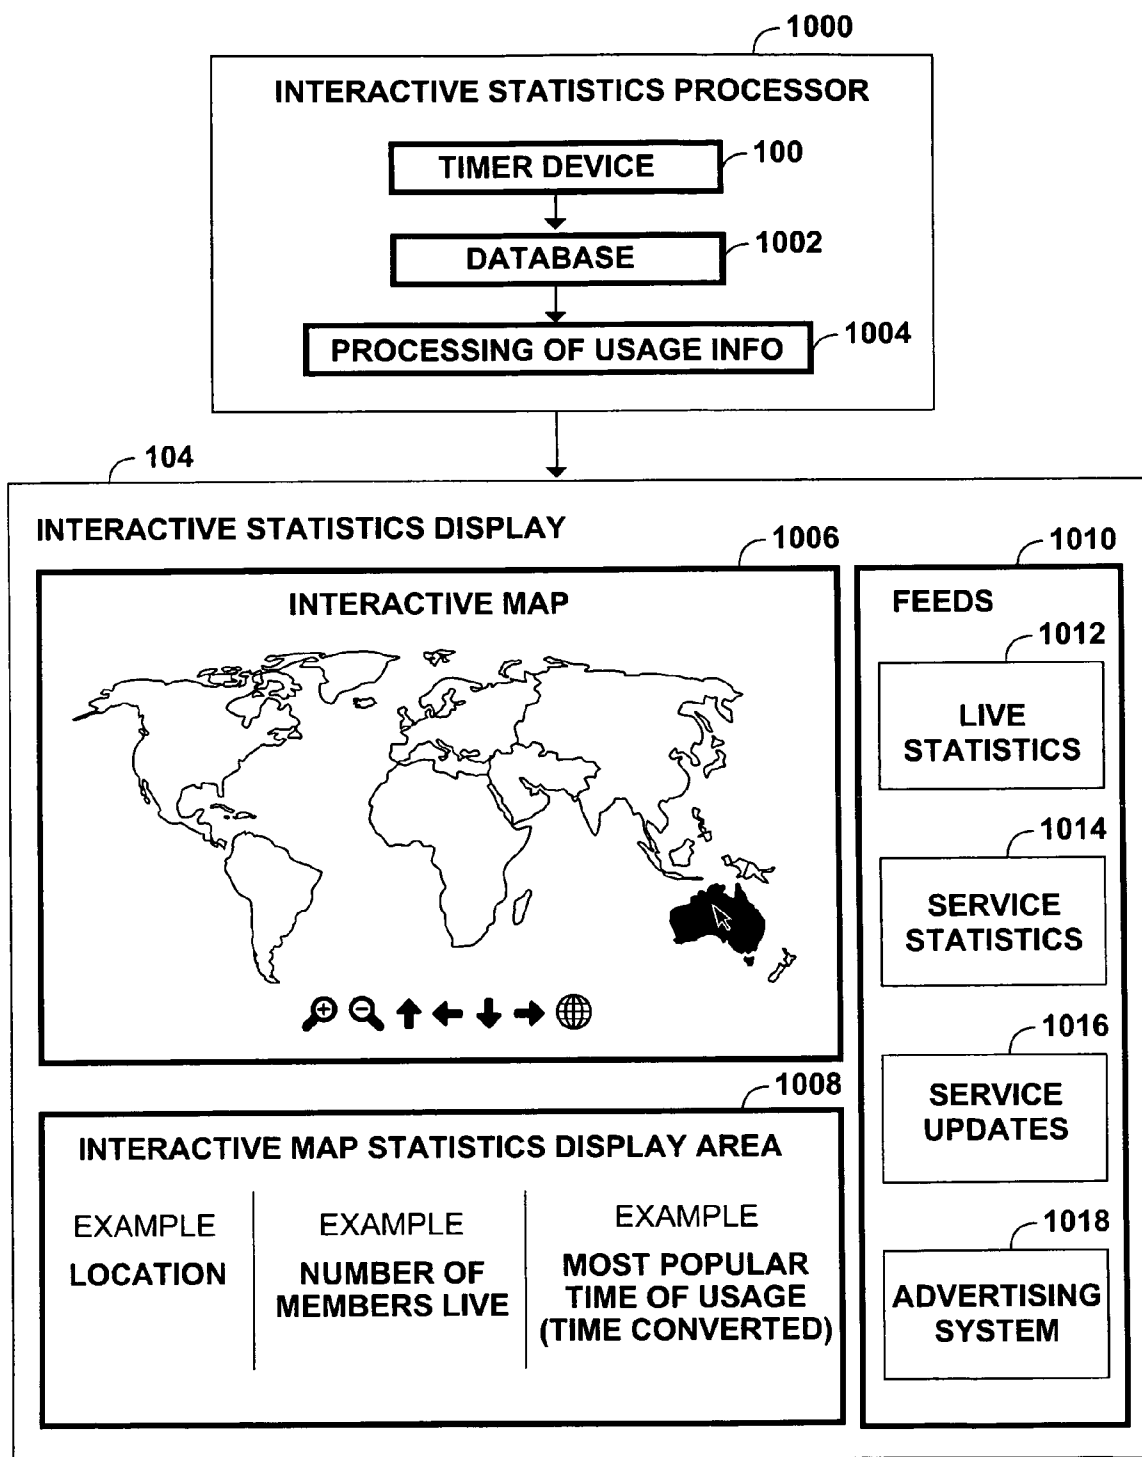 1000
INTERACTIVE STATISTICS PROCESSOR
TIMER DEVICE
100
DATABASE
1002
PROCESSING OF USAGE INFO
1004
104
INTERACTIVE STATISTICS DISPLAY
1006
INTERACTIVE MAP
1008
INTERACTIVE MAP STATISTICS DISPLAY AREA
EXAMPLE
LOCATION
EXAMPLE
NUMBER OF
MEMBERS LIVE
EXAMPLE
MOST POPULAR
TIME OF USAGE
(TIME CONVERTED)
1010
FEEDS
1012
LIVE
STATISTICS
1014
SERVICE
STATISTICS
1016
SERVICE
UPDATES
1018
ADVERTISING
SYSTEM